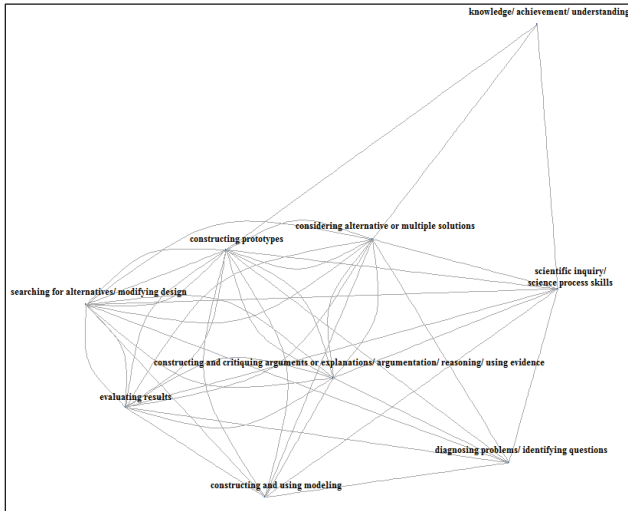 knowledge/ achievement/ understanding
considering alternative or multiple solutions
constructing prototypes
scientific inquiry/
science process skills
searching for alternatives/ modifying design
constructing and critiquing arguments or explanations/ argumentation/ reasoning/ using evidence
evaluating results
diagnosing problems/ identifying questions
constructing and using modeling